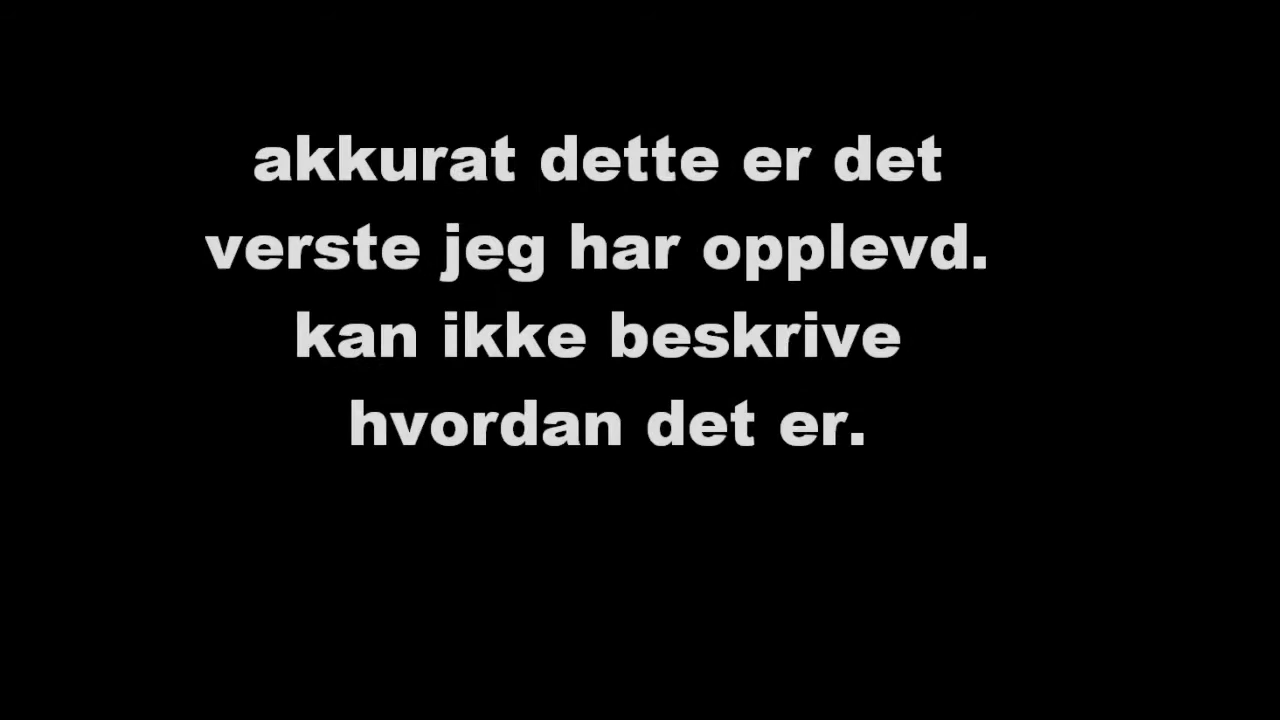 akkurat dette er det
verste jeg har opplevd.
kan ikke beskrive
hvordan det er.